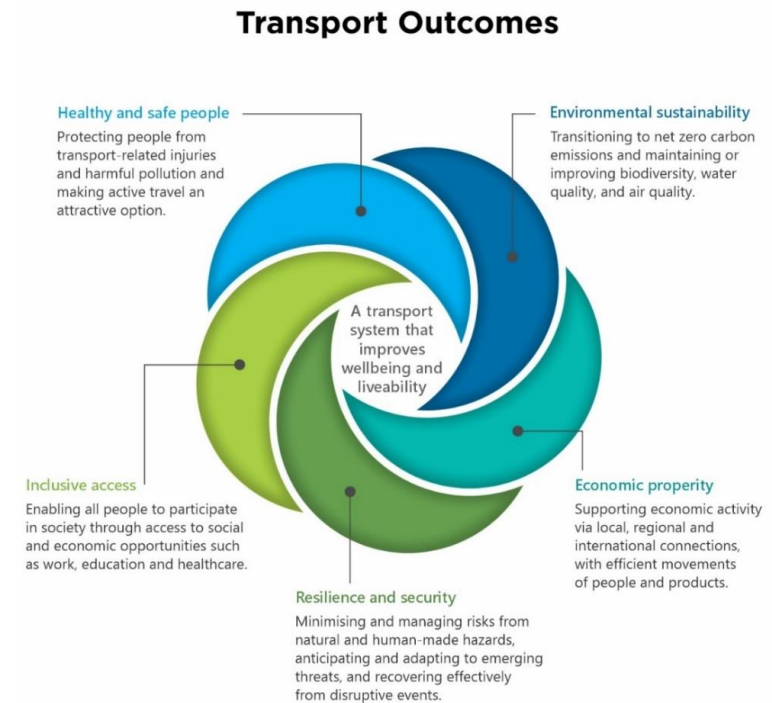 Transport Outcomes
Healthy and safe people
Protecting people from
transport-related injuries
and harmful pollution and
making active travel an
attractive option.
Environmental sustainability
Transitioning to net zero carbon
emissions and maintaining or
improving biodiversity, water
quality, and air quality.
A transport
system that
improves
wellbeing and
liveability
Inclusive access
Enabling all people to participate
in society through access to social
and economic opportunities such
as work, education and healthcare.
Economic properity
Supporting economic activity
via local, regional and
international connections,
with efficient movements
of people and products.
Resilience and security
Minimising and managing risks from
natural and human-made hazards,
anticipating and adapting to emerging
threats, and recovering effectively
from disruptive events.